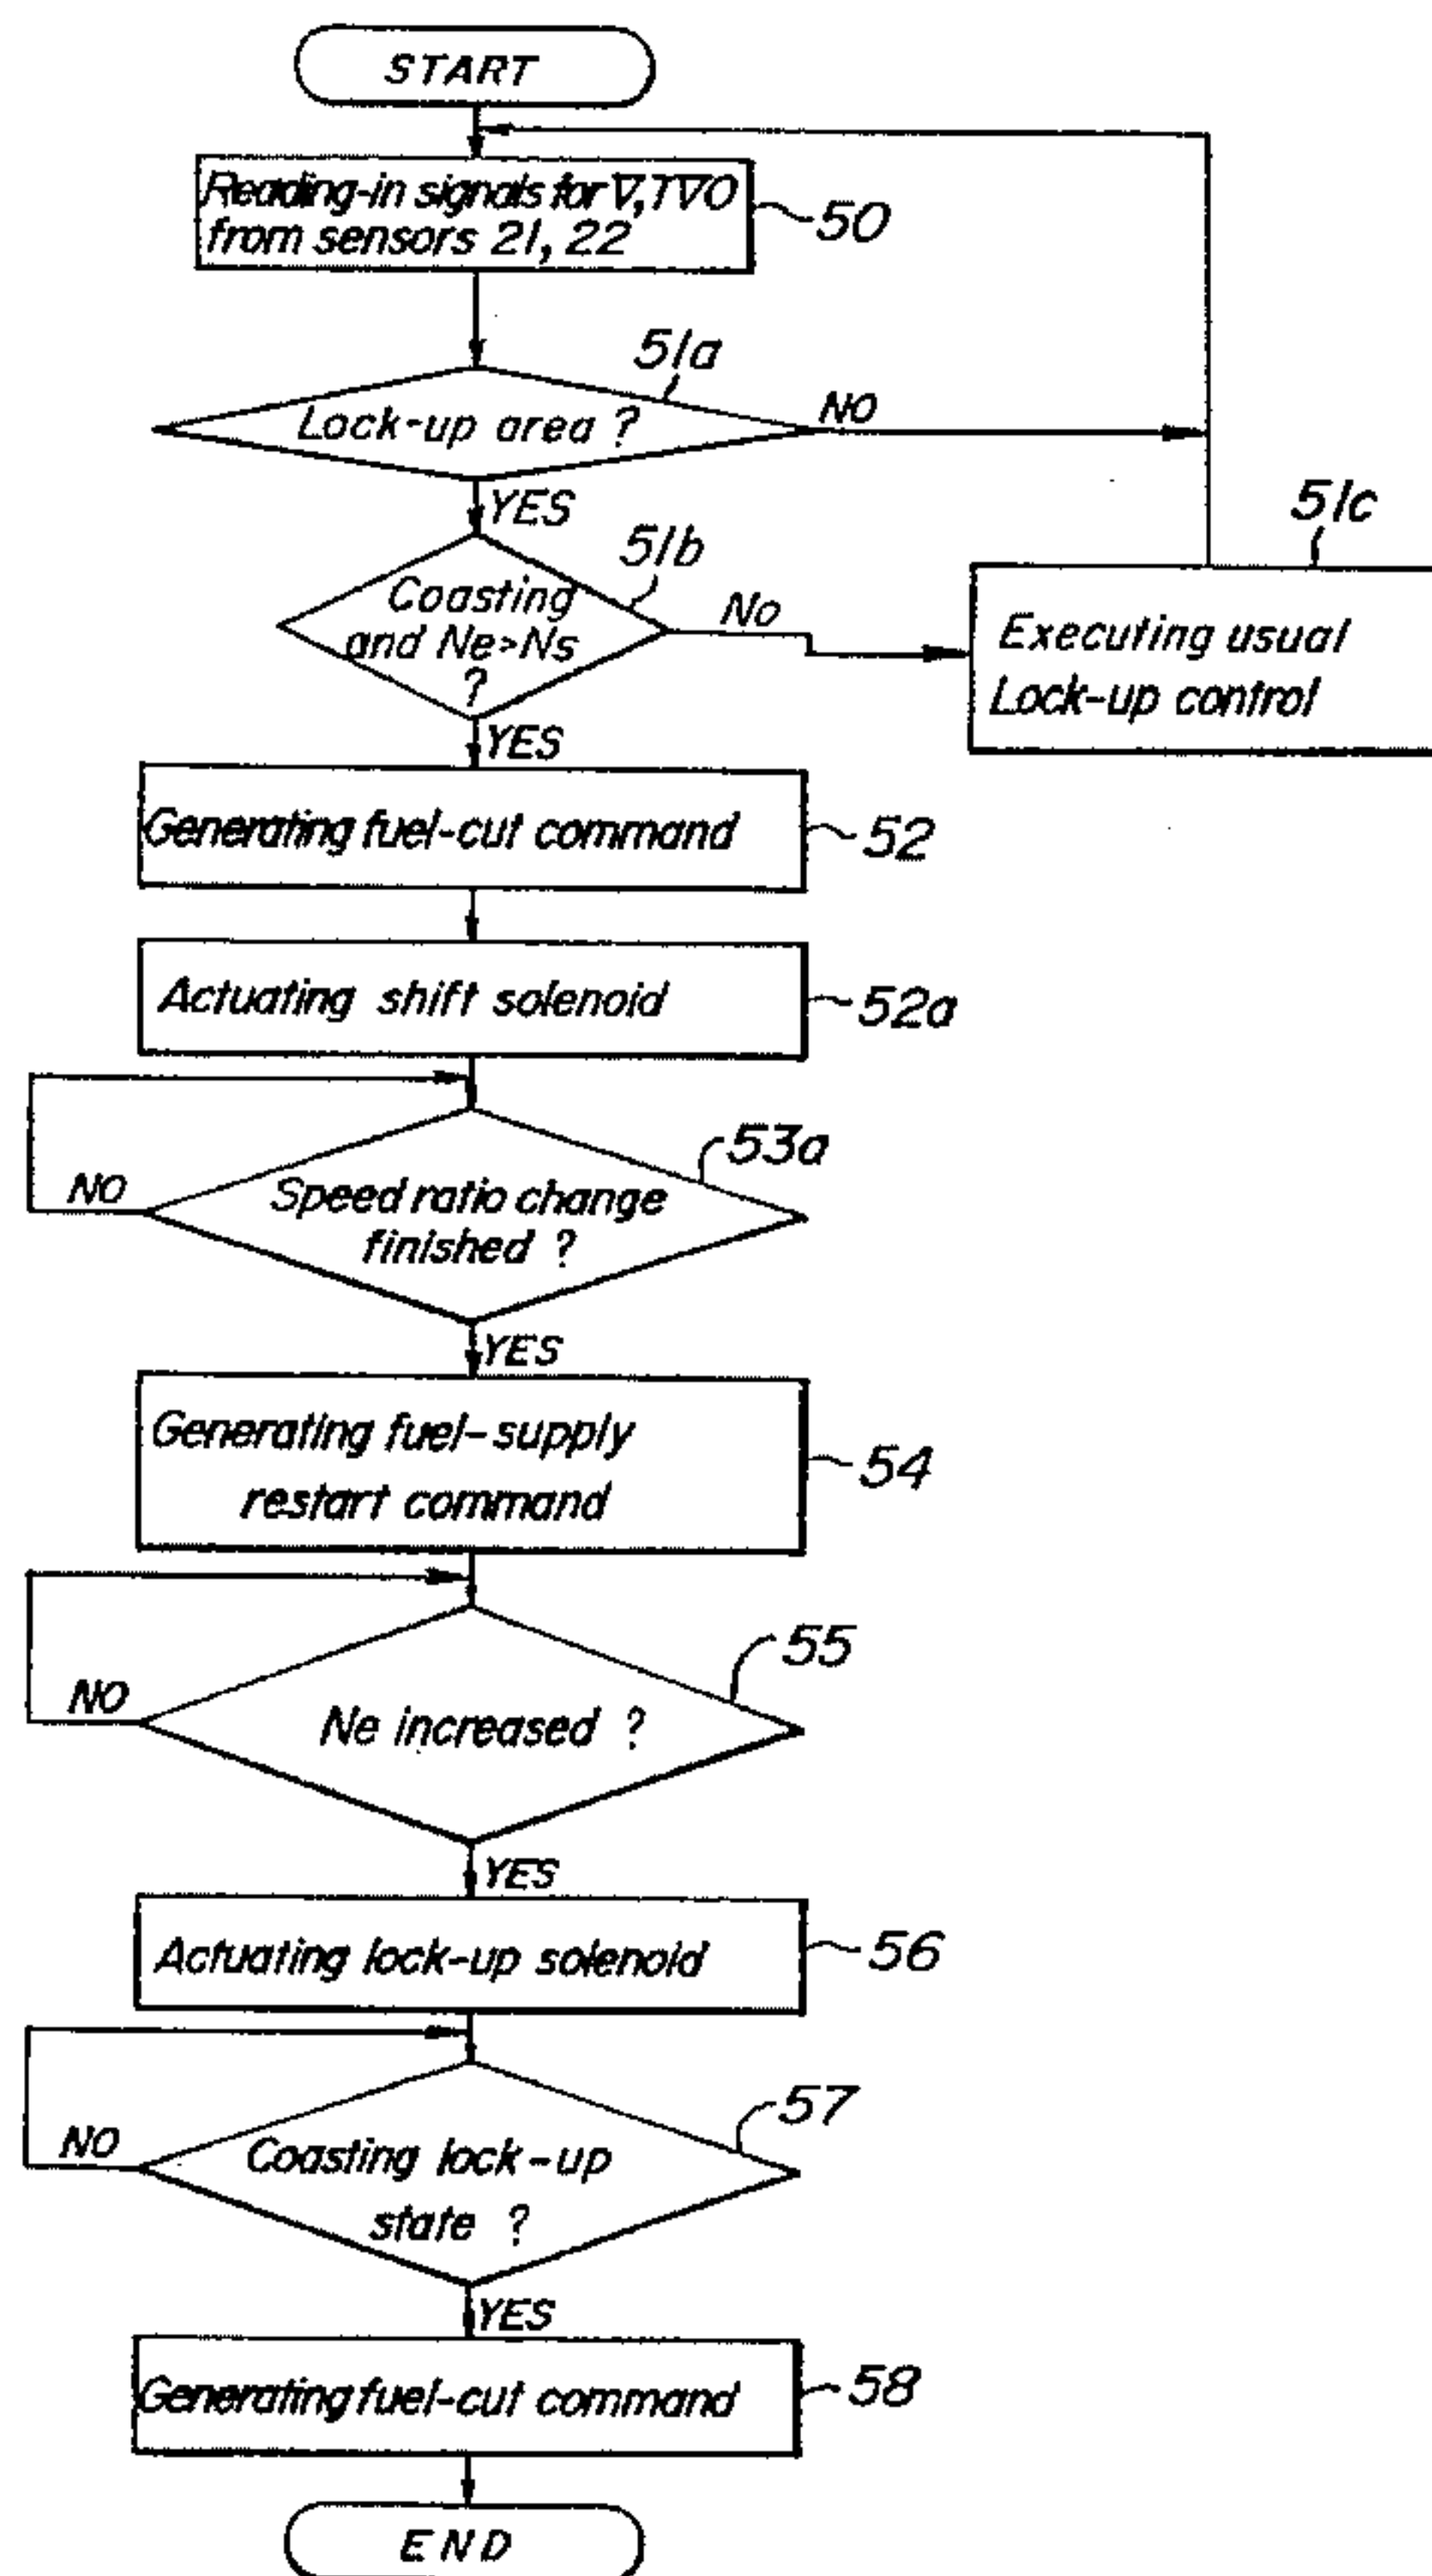 START
Reading-in signals for ∇, T∇O
from sensors 21, 22
50
51a
Lock-up area ?
NO
YES
51b
Coasting
and Ne>Ns
?
No
51c
Executing usual
Lock-up control
YES
Generating fuel-cut command
52
Actuating shift solenoid
52a
53a
Speed ratio change
finished ?
NO
YES
Generating fuel-supply
restart command
54
55
Ne increased ?
NO
YES
Actuating lock-up solenoid
56
57
Coasting lock-up
state ?
NO
YES
Generating fuel-cut command
58
END